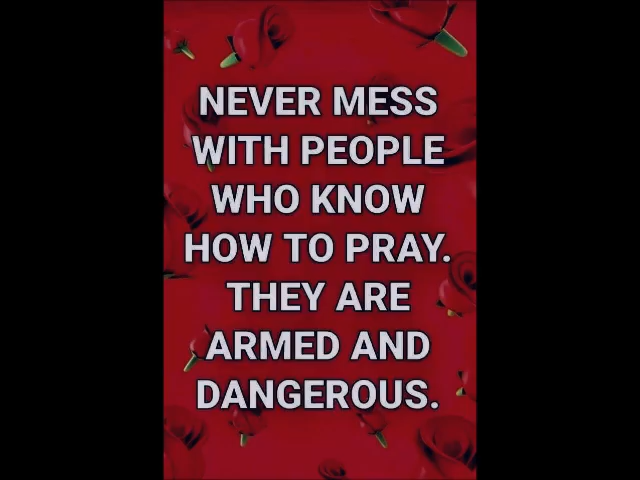 NEVER MESS
WITH PEOPLE
WHO KNOW
HOW TO PRAY.
THEY ARE
ARMED AND
DANGEROUS.